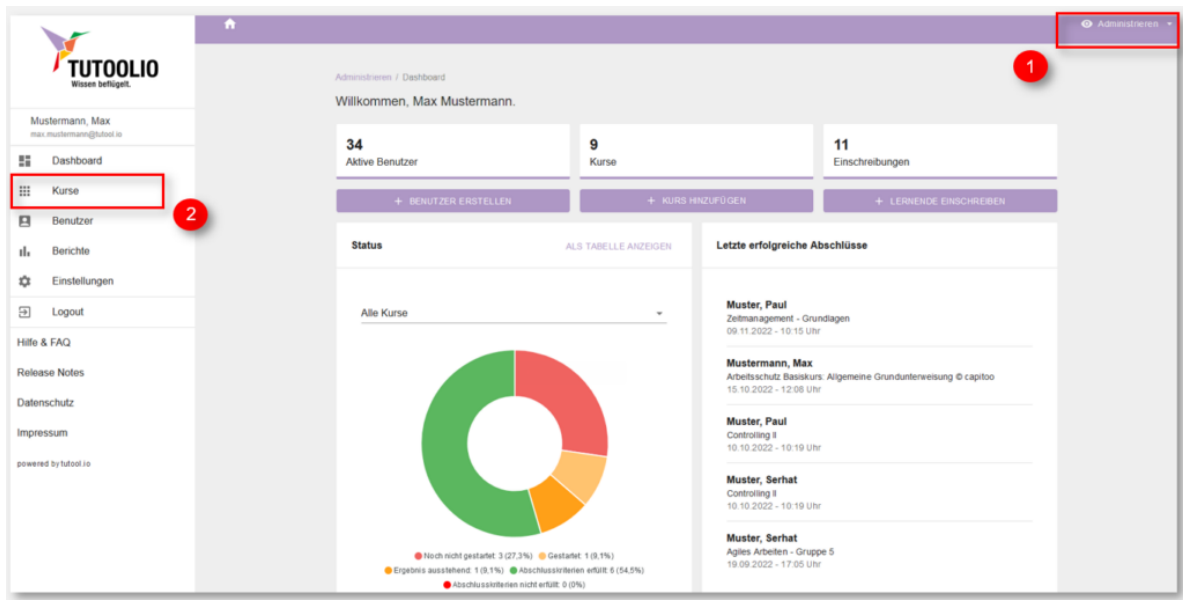 TUTOOLIO
Wissen beflügelt.
Mustermann, Max
max.mustermann@tutool.io
Dashboard
Kurse
Benutzer
Berichte
Einstellungen
Logout
Hilfe & FAQ
Release Notes
Datenschutz
Impressum
powered by tutool.io
Administrieren
1
2
Administrieren / Dashboard
Willkommen, Max Mustermann.
34
Aktive Benutzer
9
Kurse
11
Einschreibungen
+ BENUTZER ERSTELLEN
+ KURS HINZUFÜGEN
+ LERNENDE EINSCHREIBEN
Status
ALS TABELLE ANZEIGEN
Alle Kurse
Noch nicht gestartet: 3 (27,3%) Gestartet: 1 (9,1%)
Ergebnis ausstehend: 1 (9,1%) Abschlusskriterien erfüllt: 6 (54,5%)
Abschlusskriterien nicht erfüllt: 0 (0%)
Letzte erfolgreiche Abschlüsse
Muster, Paul
Zeitmanagement - Grundlagen
09.11.2022 - 10:15 Uhr
Mustermann, Max
Arbeitsschutz Basiskurs: Allgemeine Grundunterweisung © capitoo
15.10.2022 - 12:08 Uhr
Muster, Paul
Controlling II
10.10.2022 - 10:19 Uhr
Muster, Serhat
Controlling II
10.10.2022 - 10:19 Uhr
Muster, Serhat
Agiles Arbeiten - Gruppe 5
19.09.2022 - 17:05 Uhr